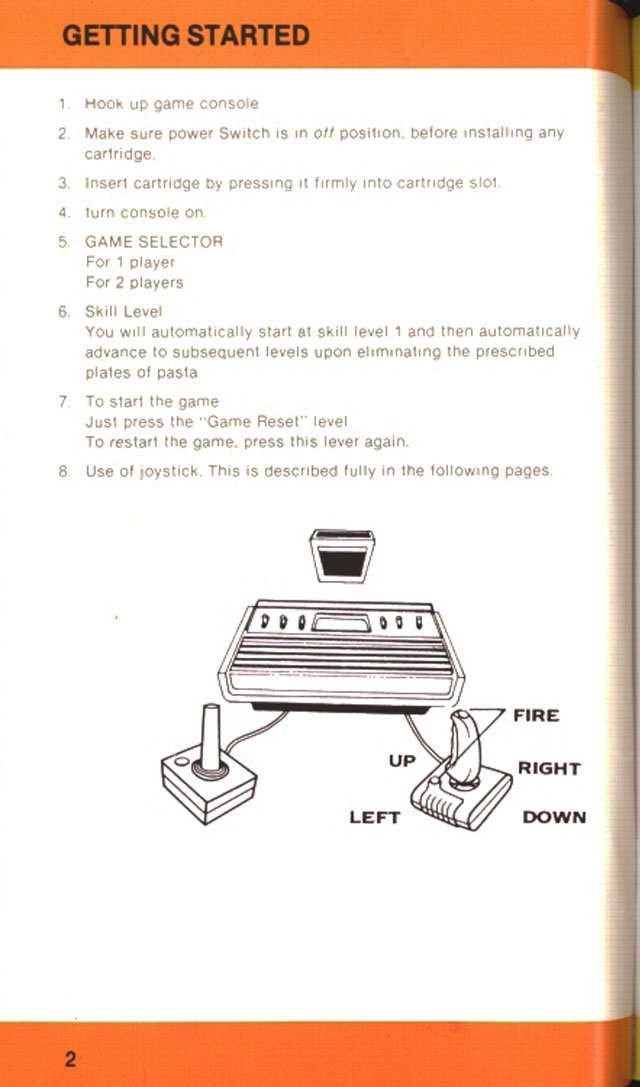 GETTING STARTED
1. Hook up game console
2. Make sure power Switch is in off position, before installing any
cartridge.
3. Insert cartridge by pressing it firmly into cartridge slot.
4. turn console on.
5. GAME SELECTOR
For 1 player
For 2 players
6. Skill Level
You will automatically start at skill level 1 and then automatically
advance to subsequent levels upon eliminating the prescribed
plates of pasta
7. To start the game
Just press the "Game Reset" level
To restart the game, press this lever again.
8. Use of joystick. This is described fully in the following pages.
FIRE
UP
RIGHT
LEFT
DOWN
2